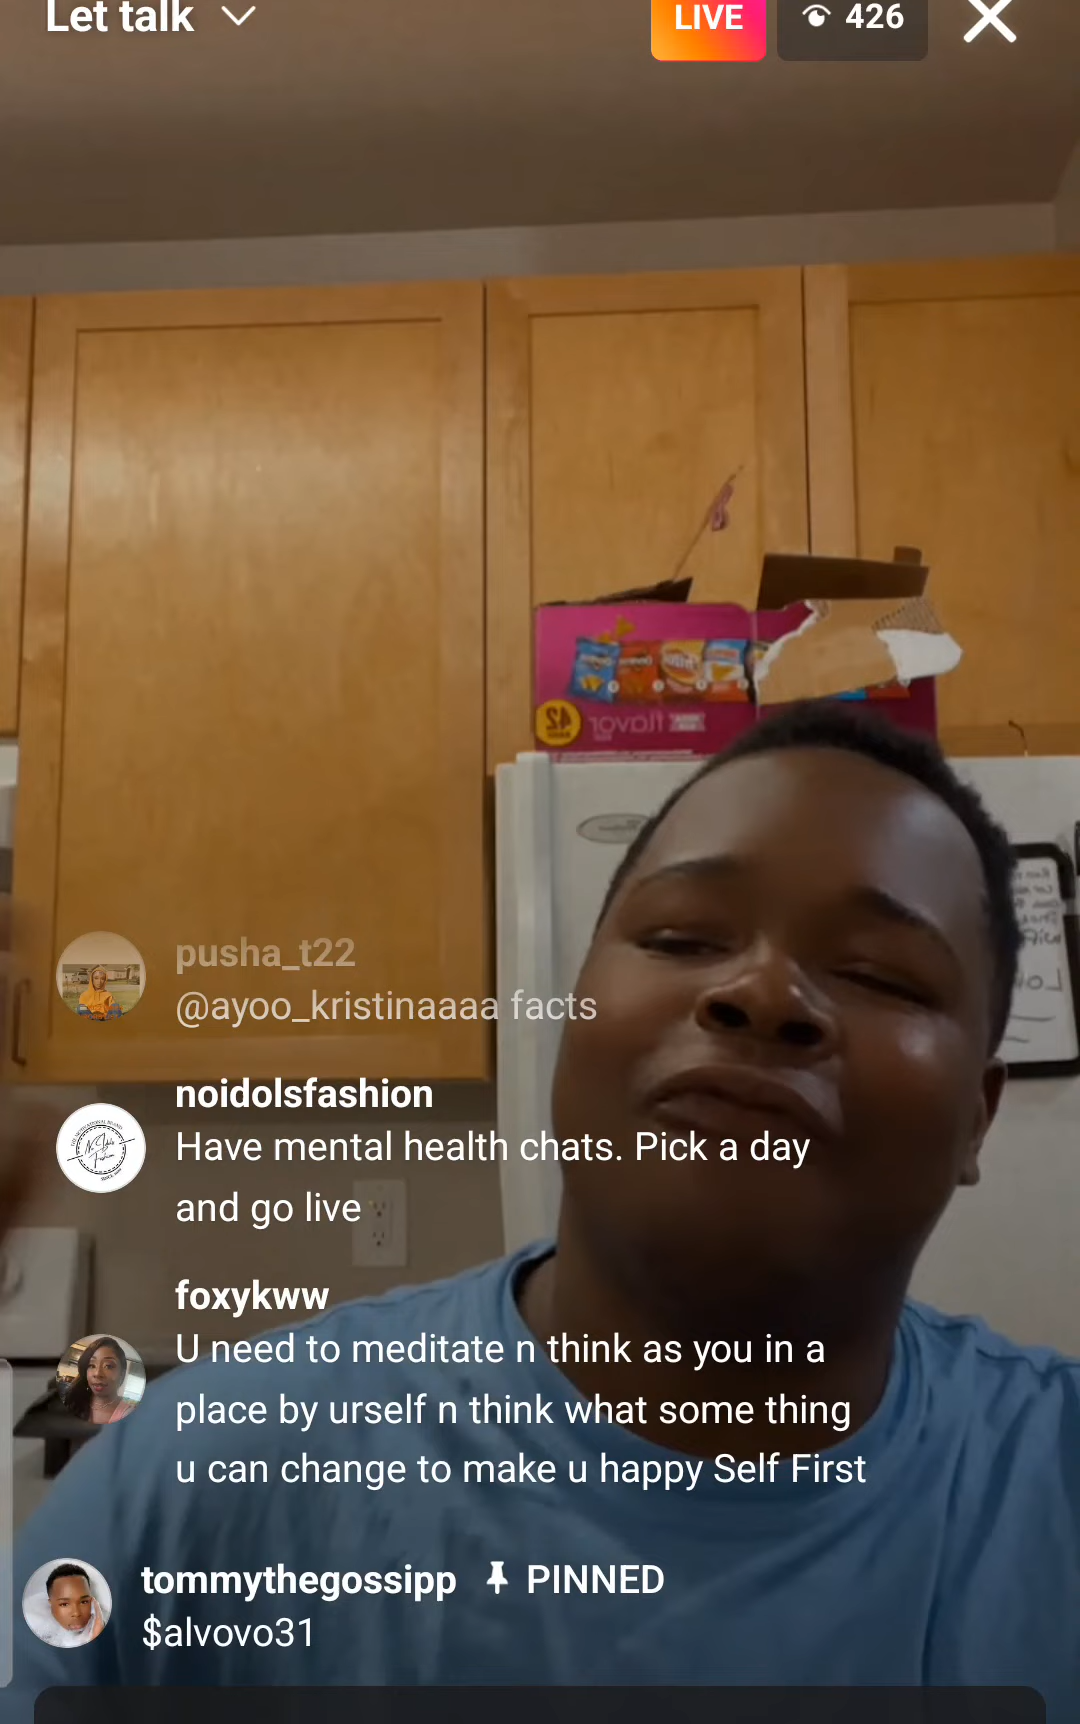 Let talk
LIVE
426
42
flavor
pusha_t22
@ayoo_kristinaaaa facts
noidolsfashion
Have mental health chats. Pick a day
and go live
foxykww
U need to meditate n think as you in a
place by urself n think what some thing
u can change to make u happy Self First
tommythegossipp PINNED
$alvovo31